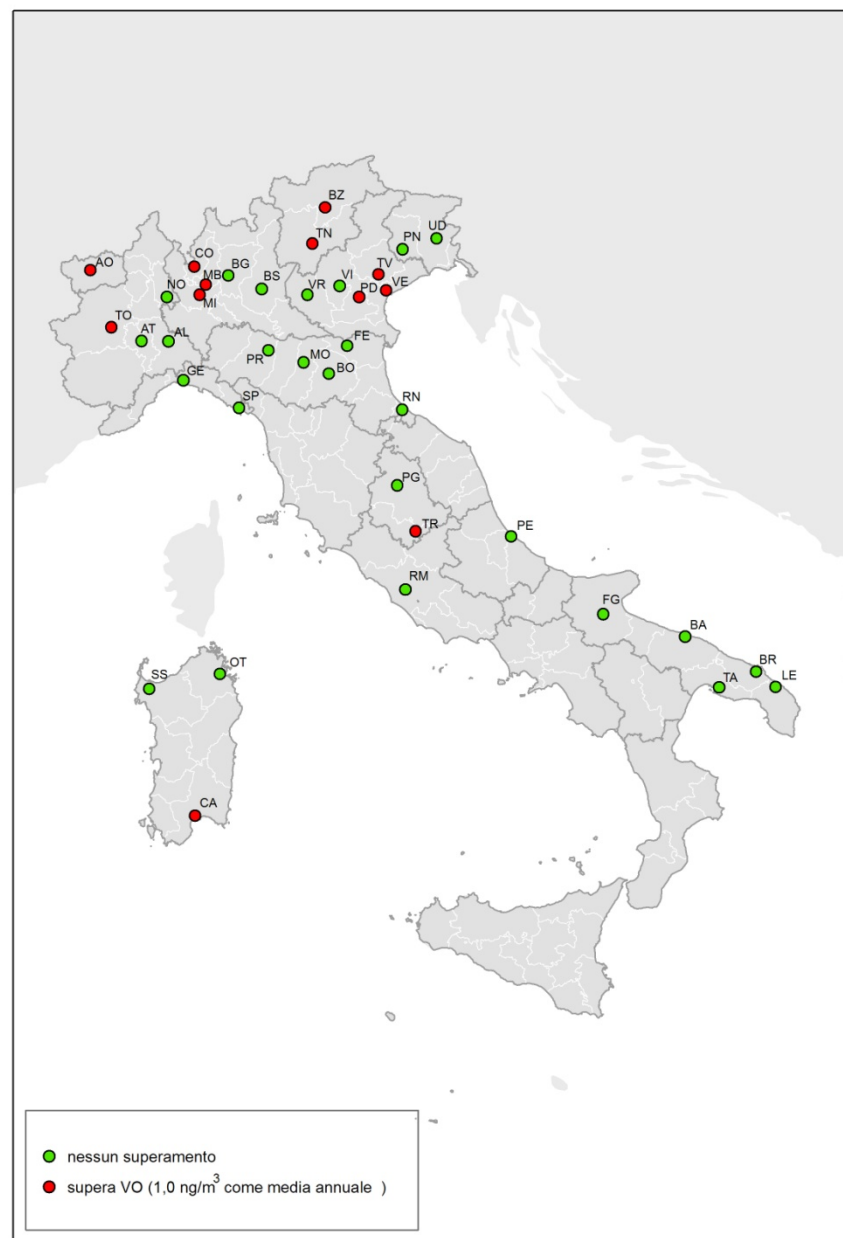 BZ
UD
TN
PN
CO
AO
BG
TV
MB
BS
VI
VE
NO
VR
PD
MI
TO
AT
AL
FE
PR
MO
BO
GE
SP
RN
PG
TR
PE
RM
FG
BA
OT
BR
SS
TA
LE
CA
nessun superamento
supera VO (1,0 ng/m³ come media annuale )